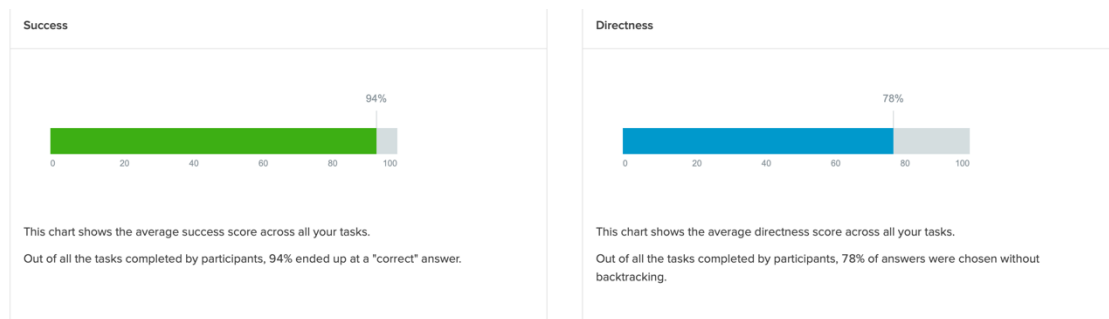 Success
94%
0 20 40 60 80 100
This chart shows the average success score across all your tasks.
Out of all the tasks completed by participants, 94% ended up at a "correct" answer.
Directness
78%
0 20 40 60 80 100
This chart shows the average directness score across all your tasks.
Out of all the tasks completed by participants, 78% of answers were chosen without
backtracking.